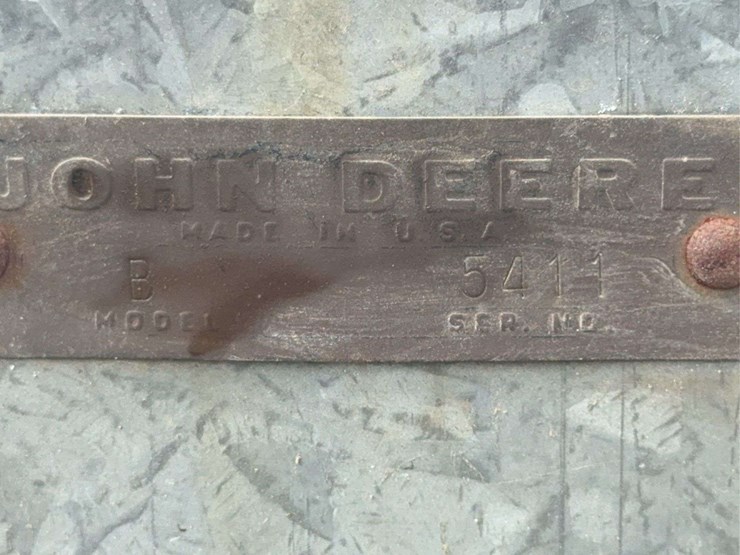 JOHN DEERE
MADE IN U.S.A.
B 5411
MODEL SER. NO.